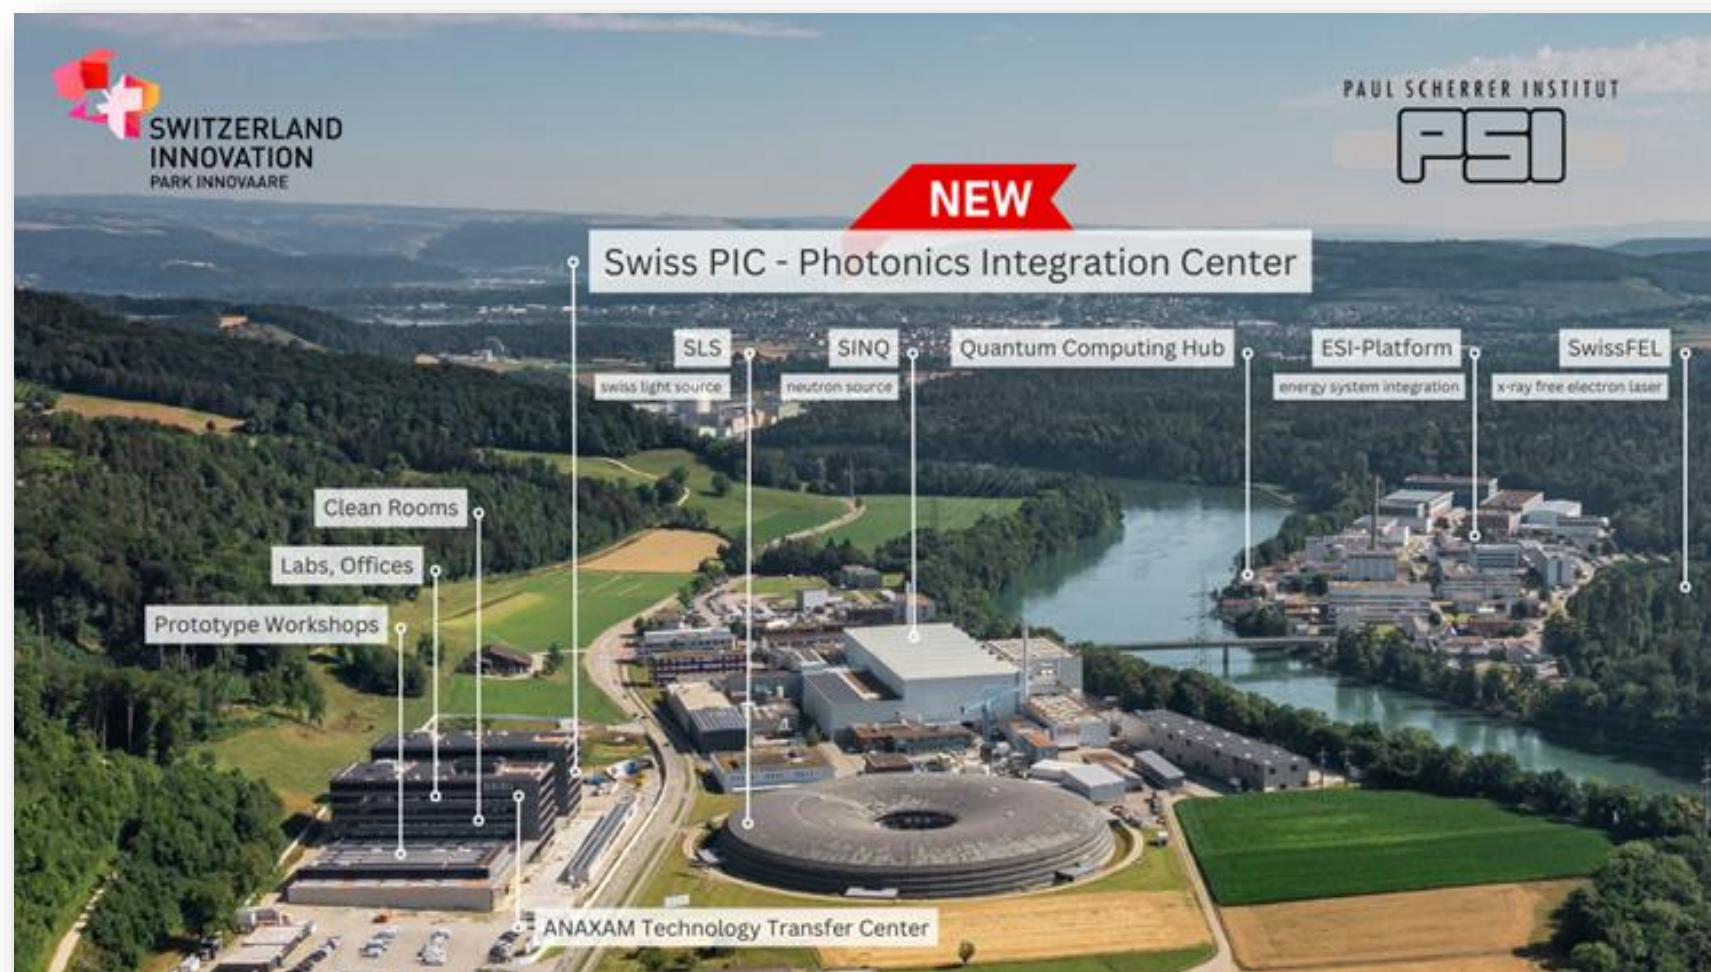 SWITZERLAND
INNOVATION
PARK INNOVAARE
PAUL SCHERRER INSTITUT
PSI
NEW
Swiss PIC - Photonics Integration Center
SLS
swiss light source
SINQ
neutron source
Quantum Computing Hub
ESI-Platform
energy system integration
SwissFEL
x-ray free electron laser
Clean Rooms
Labs, Offices
Prototype Workshops
ANAXAM Technology Transfer Center